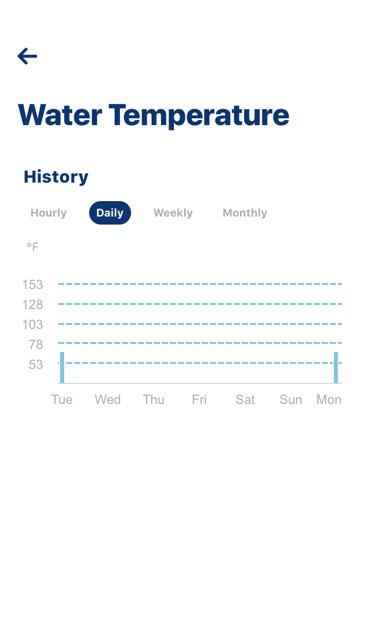 Water Temperature
History
Hourly Daily Weekly Monthly
°F
153
128
103
78
53
Tue Wed Thu Fri Sat Sun Mon